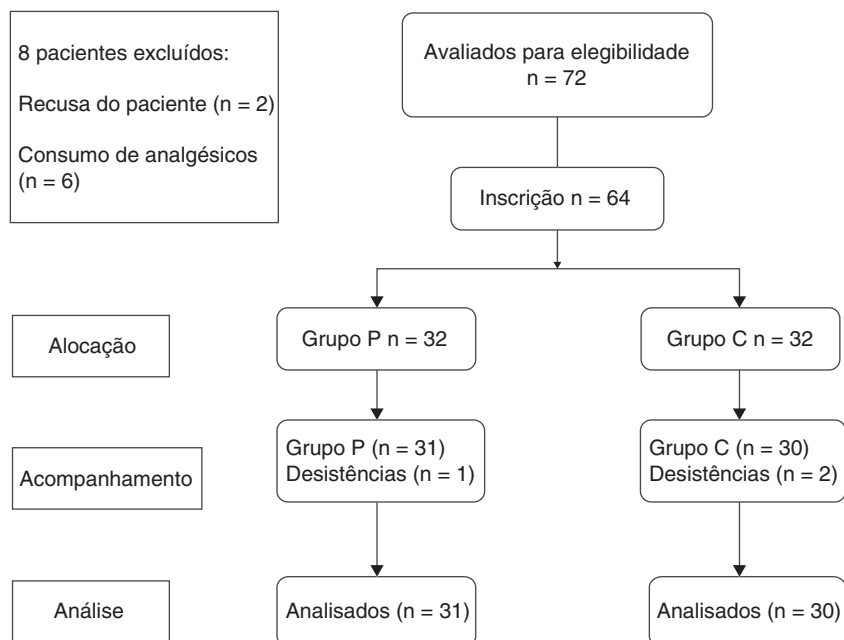 8 pacientes excluídos:
Recusa do paciente (n = 2)
Consumo de analgésicos
(n = 6)
Avaliados para elegibilidade
n = 72
Inscrição n = 64
Alocação
Grupo P n = 32
Grupo C n = 32
Acompanhamento
Grupo P (n = 31)
Desistências (n = 1)
Grupo C (n = 30)
Desistências (n = 2)
Análise
Analisados (n = 31)
Analisados (n = 30)